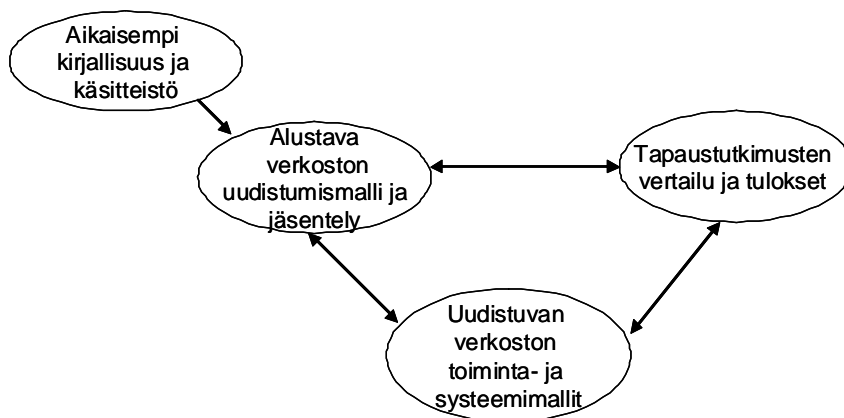 Aikaisempi
kirjallisuus ja
käsitteistö
Alustava
verkoston
uudistumismalli ja
jäsentely
Tapaustutkimusten
vertailu ja tulokset
Uudistuvan
verkoston
toiminta- ja
systeemimallit